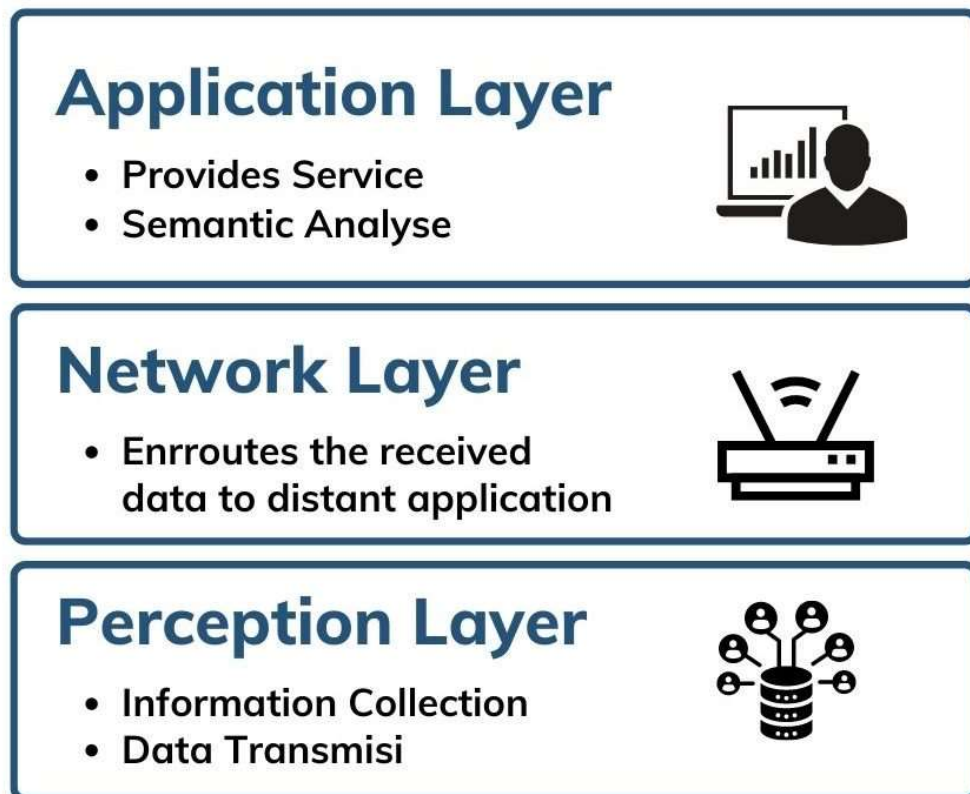 Application Layer
• Provides Service
• Semantic Analyse
Network Layer
• Enrroutes the received
data to distant application
Perception Layer
• Information Collection
• Data Transmisi